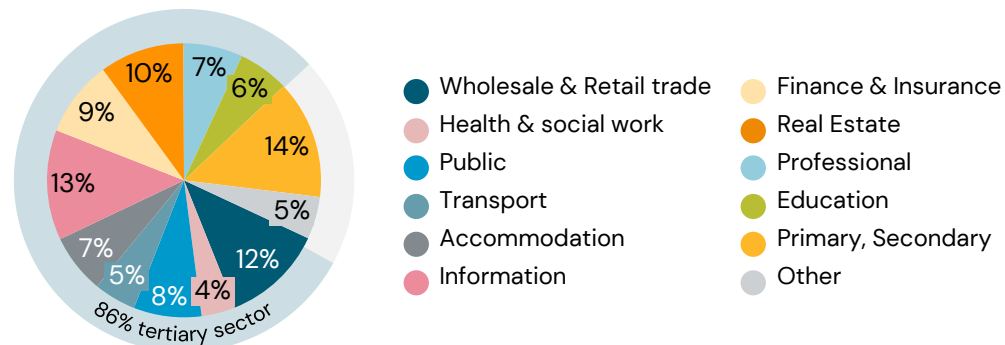 10%
7%
6%
9%
14%
13%
5%
7%
12%
5%
8%
4%
86% tertiary sector
Wholesale & Retail trade
Health & social work
Public
Transport
Accommodation
Information
Finance & Insurance
Real Estate
Professional
Education
Primary, Secondary
Other